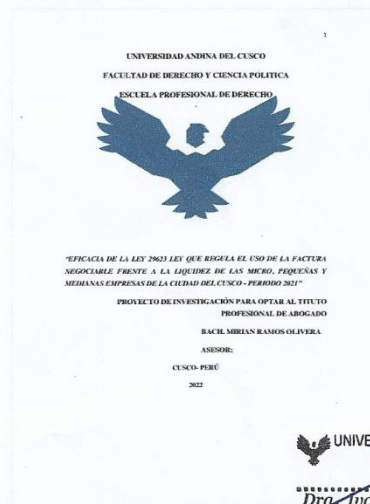 1
UNIVERSIDAD ANDINA DEL CUSCO
FACULTAD DE DERECHO Y CIENCIA POLITICA
ESCUELA PROFESIONAL DE DERECHO
"EFICACIA DE LA LEY 29623 LEY QUE REGULA EL USO DE LA FACTURA
NEGOCIABLE FRENTE A LA LIQUIDEZ DE LAS MICRO, PEQUEÑAS Y
MEDIANAS EMPRESAS DE LA CIUDAD DEL CUSCO - PERIODO 2021"
PROYECTO DE INVESTIGACIÓN PARA OPTAR AL TITUTO
PROFESIONAL DE ABOGADO
BACH. MIRIAN RAMOS OLIVERA
ASESOR:
CUSCO- PERÚ
2022
UNIVE
Dra.